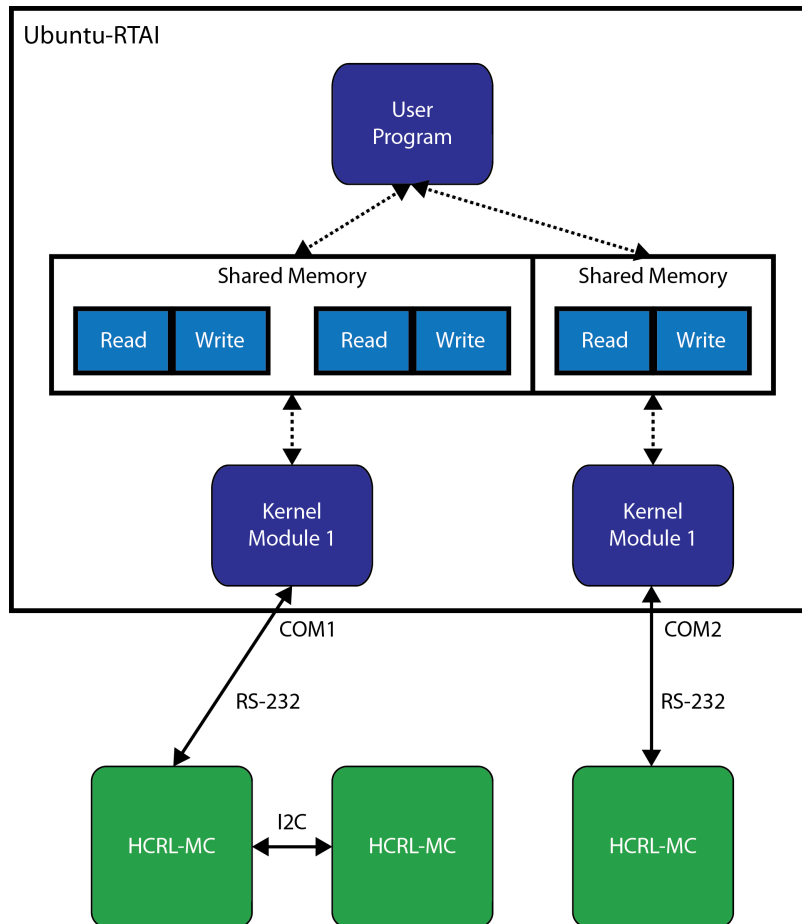 Ubuntu-RTAI
User
Program
Shared Memory
Shared Memory
Read
Write
Read
Write
Read
Write
Kernel
Module 1
Kernel
Module 1
COM1
COM2
RS-232
RS-232
I2C
HCRL-MC
HCRL-MC
HCRL-MC